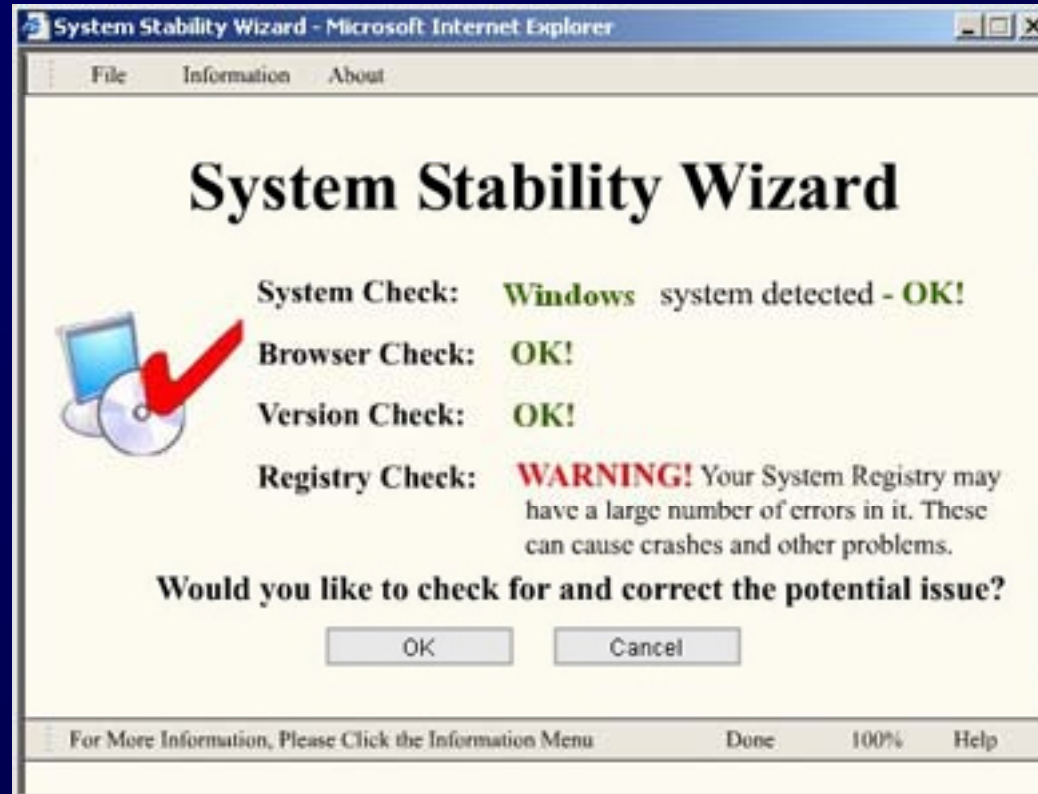 System Stability Wizard - Microsoft Internet Explorer
File Information About
System Stability Wizard
System Check: Windows system detected - OK!
Browser Check: OK!
Version Check: OK!
Registry Check: WARNING! Your System Registry may
have a large number of errors in it. These
can cause crashes and other problems.
Would you like to check for and correct the potential issue?
OK Cancel
For More Information, Please Click the Information Menu Done 100% Help